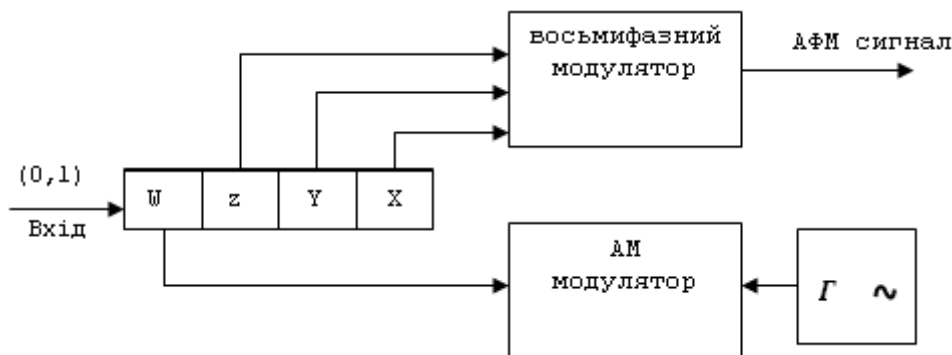 восьмифазний
модулятор
АФМ сигнал
(0,1)
Вхід
W z Y X
АМ
модулятор
Г ~